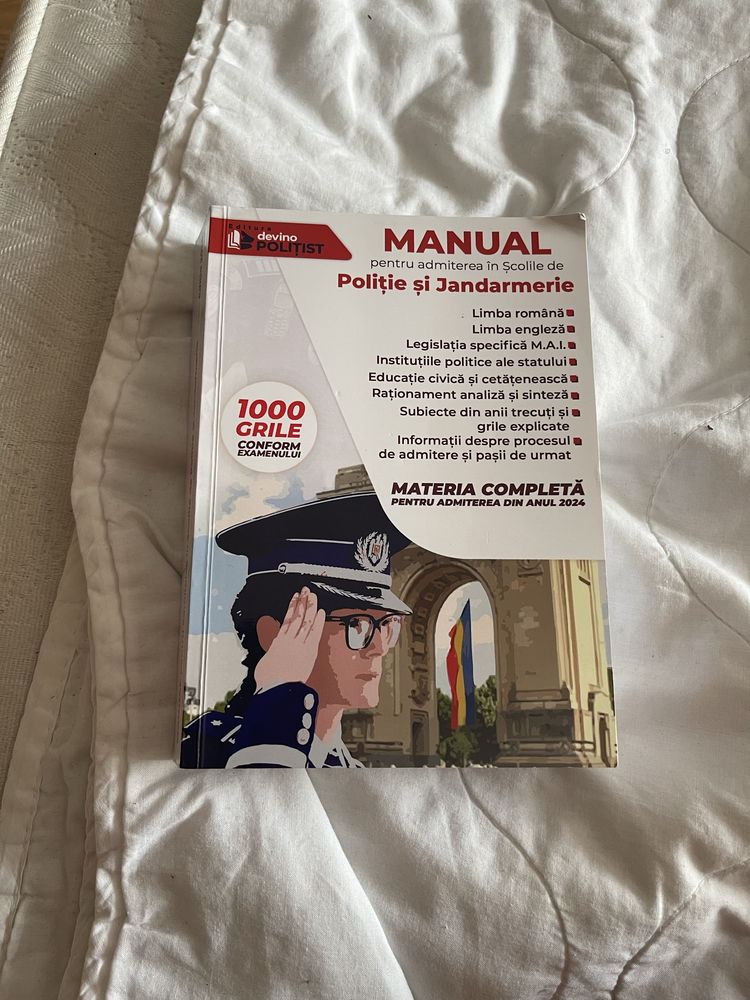 Editura
devino
POLIȚIST
MANUAL
pentru admiterea în Școlile de
Poliție și Jandarmerie
Limba română
Limba engleză
Legislația specifică M.A.I.
Instituțiile politice ale statului
Educație civică și cetățenească
Raționament analiză și sinteză
Subiecte din anii trecuți și
grile explicate
Informații despre procesul
de admitere și pașii de urmat
1000
GRILE
CONFORM
EXAMENULUI
MATERIA COMPLETĂ
PENTRU ADMITEREA DIN ANUL 2024